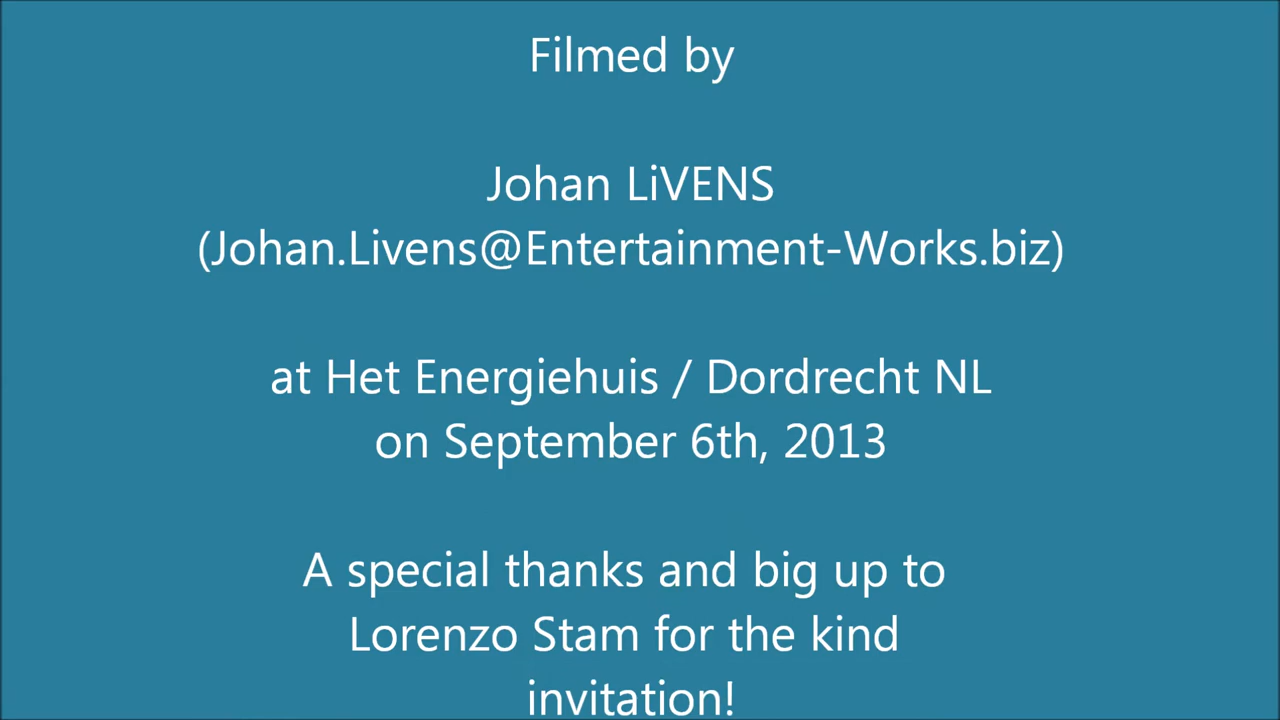 Filmed by
Johan LiVENS
(Johan.Livens@Entertainment-Works.biz)
at Het Energiehuis / Dordrecht NL
on September 6th, 2013
A special thanks and big up to
Lorenzo Stam for the kind
invitation!